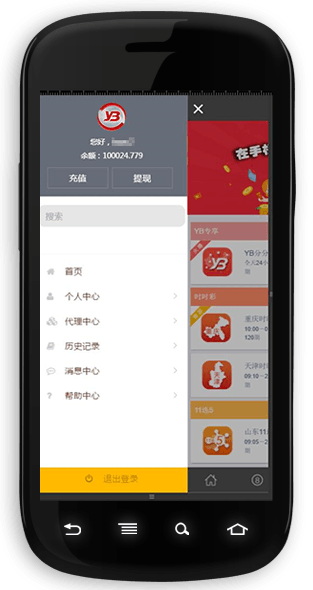 YB
您好,
余额：100024.779
充值
提现
搜索
首页
个人中心
代理中心
历史记录
消息中心
帮助中心
退出登录
在手机
YB专享
YB分分
今天24小
时时彩
重庆时
10:00 -
120期
天津时
09:10 - 2
11选5
山东11
09:05 - 2